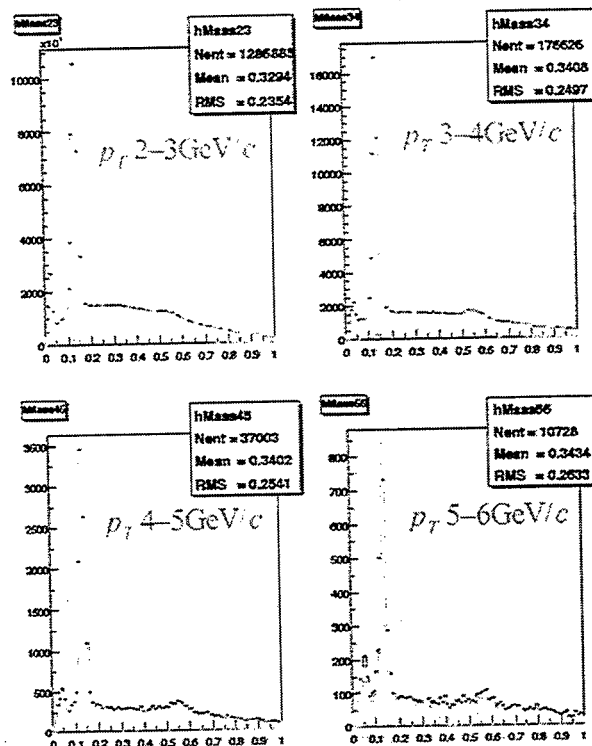 hMass23
hMass23
Nent = 1286885
Mean = 0.3294
RMS = 0.2354
x10
p_T 2–3GeV/c
10000
8000
6000
4000
2000
0
0 0.1 0.2 0.3 0.4 0.5 0.6 0.7 0.8 0.9 1
hMass34
hMass34
Nent = 176626
Mean = 0.3408
RMS = 0.2497
p_T 3–4GeV/c
16000
14000
12000
10000
8000
6000
4000
2000
0
0 0.1 0.2 0.3 0.4 0.5 0.6 0.7 0.8 0.9 1
hMass45
hMass45
Nent = 37003
Mean = 0.3402
RMS = 0.2541
p_T 4–5GeV/c
3500
3000
2500
2000
1500
1000
500
0
0 0.1 0.2 0.3 0.4 0.5 0.6 0.7 0.8 0.9 1
hMass56
hMass56
Nent = 10728
Mean = 0.3434
RMS = 0.2633
p_T 5–6GeV/c
800
700
600
500
400
300
200
100
0
0 0.1 0.2 0.3 0.4 0.5 0.6 0.7 0.8 0.9 1